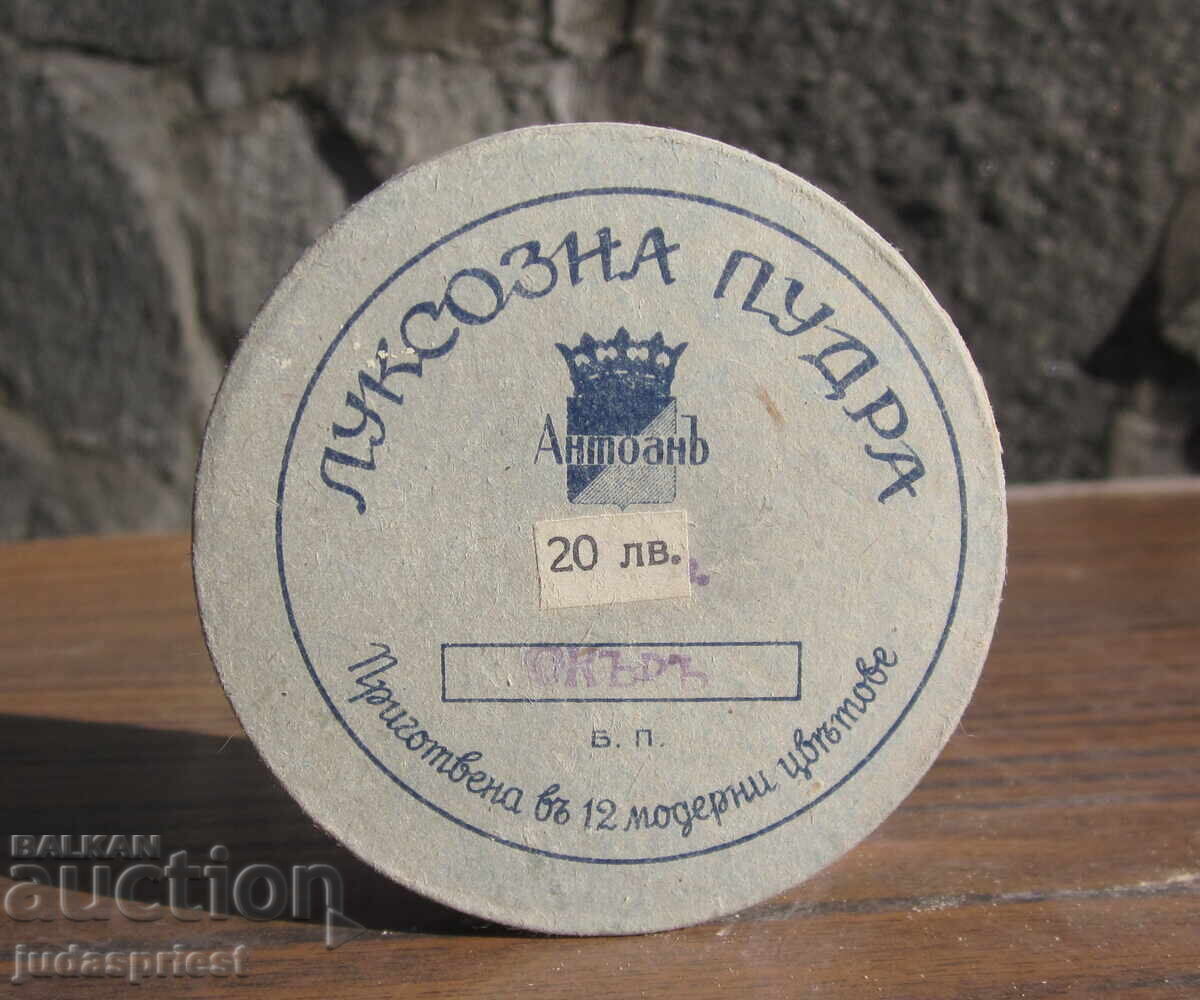 ЛУКСОЗНА ПУДРА
АнтоанЪ
20 лв.
Окъръ
Б. П.
Приготвена въ 12 модерни цвѣтове
BALKAN
auction
judaspriest